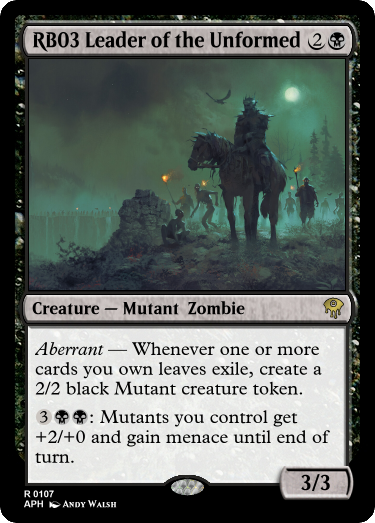 RB03 Leader of the Unformed 2
Creature — Mutant Zombie
Aberrant — Whenever one or more
cards you own leaves exile, create a
2/2 black Mutant creature token.
3: Mutants you control get
+2/+0 and gain menace until end of
turn.
3/3
R 0107
APH Andy Walsh